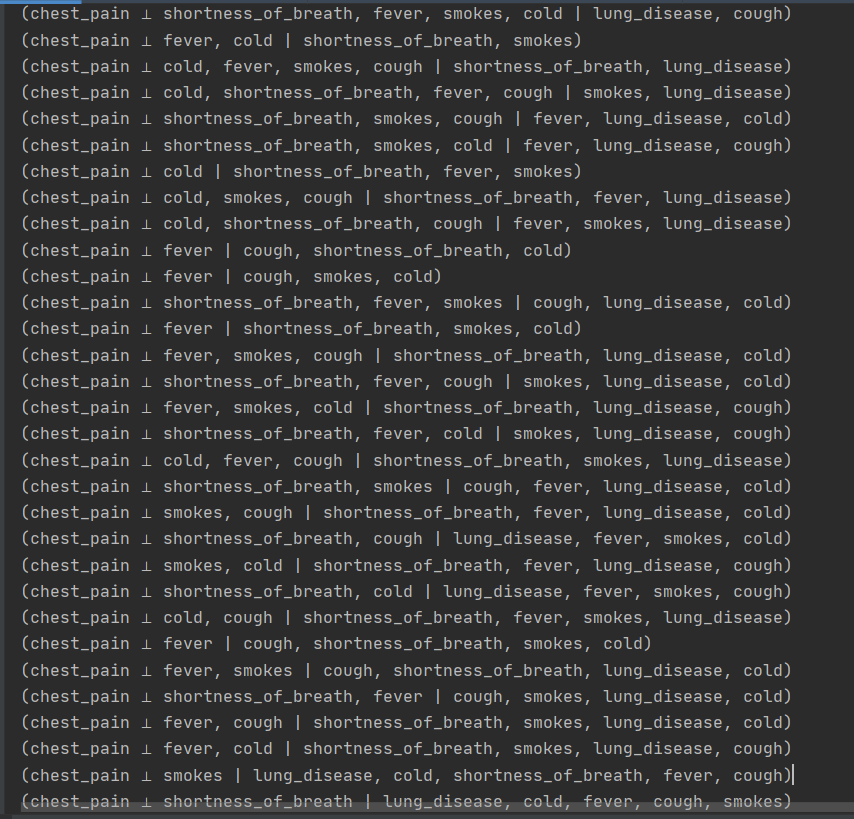 (chest_pain ⟂ shortness_of_breath, fever, smokes, cold | lung_disease, cough)
(chest_pain ⟂ fever, cold | shortness_of_breath, smokes)
(chest_pain ⟂ cold, fever, smokes, cough | shortness_of_breath, lung_disease)
(chest_pain ⟂ cold, shortness_of_breath, fever, cough | smokes, lung_disease)
(chest_pain ⟂ shortness_of_breath, smokes, cough | fever, lung_disease, cold)
(chest_pain ⟂ shortness_of_breath, smokes, cold | fever, lung_disease, cough)
(chest_pain ⟂ cold | shortness_of_breath, fever, smokes)
(chest_pain ⟂ cold, smokes, cough | shortness_of_breath, fever, lung_disease)
(chest_pain ⟂ cold, shortness_of_breath, cough | fever, smokes, lung_disease)
(chest_pain ⟂ fever | cough, shortness_of_breath, cold)
(chest_pain ⟂ fever | cough, smokes, cold)
(chest_pain ⟂ shortness_of_breath, fever, smokes | cough, lung_disease, cold)
(chest_pain ⟂ fever | shortness_of_breath, smokes, cold)
(chest_pain ⟂ fever, smokes, cough | shortness_of_breath, lung_disease, cold)
(chest_pain ⟂ shortness_of_breath, fever, cough | smokes, lung_disease, cold)
(chest_pain ⟂ fever, smokes, cold | shortness_of_breath, lung_disease, cough)
(chest_pain ⟂ shortness_of_breath, fever, cold | smokes, lung_disease, cough)
(chest_pain ⟂ cold, fever, cough | shortness_of_breath, smokes, lung_disease)
(chest_pain ⟂ shortness_of_breath, smokes | cough, fever, lung_disease, cold)
(chest_pain ⟂ smokes, cough | shortness_of_breath, fever, lung_disease, cold)
(chest_pain ⟂ shortness_of_breath, cough | lung_disease, fever, smokes, cold)
(chest_pain ⟂ smokes, cold | shortness_of_breath, fever, lung_disease, cough)
(chest_pain ⟂ shortness_of_breath, cold | lung_disease, fever, smokes, cough)
(chest_pain ⟂ cold, cough | shortness_of_breath, fever, smokes, lung_disease)
(chest_pain ⟂ fever | cough, shortness_of_breath, smokes, cold)
(chest_pain ⟂ fever, smokes | cough, shortness_of_breath, lung_disease, cold)
(chest_pain ⟂ shortness_of_breath, fever | cough, smokes, lung_disease, cold)
(chest_pain ⟂ fever, cough | shortness_of_breath, smokes, lung_disease, cold)
(chest_pain ⟂ fever, cold | shortness_of_breath, smokes, lung_disease, cough)
(chest_pain ⟂ smokes | lung_disease, cold, shortness_of_breath, fever, cough)
(chest_pain ⟂ shortness_of_breath | lung_disease, cold, fever, cough, smokes)